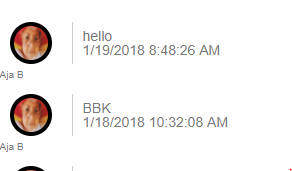 hello
1/19/2018 8:48:26 AM
Aja B
BBK
1/18/2018 10:32:08 AM
Aja B